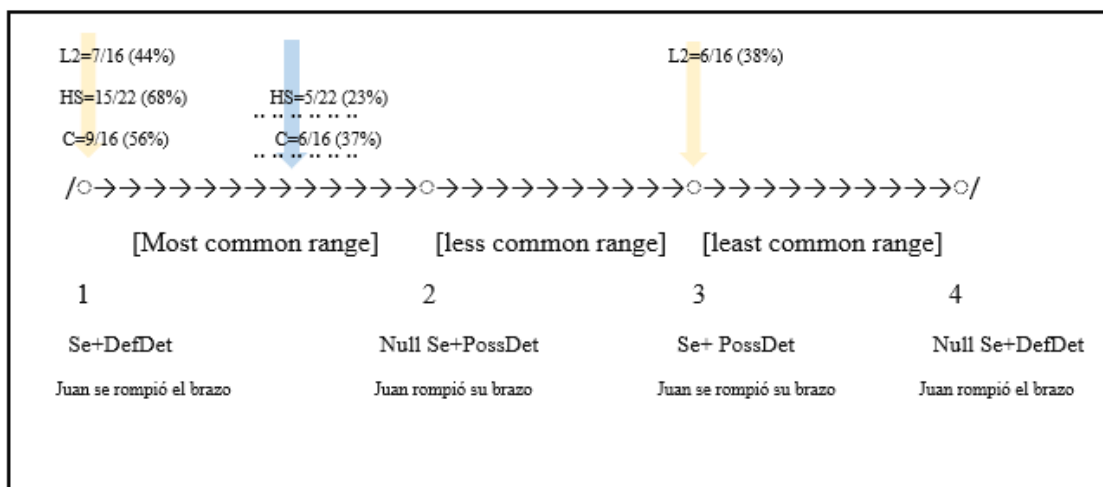 L2=7/16 (44%) L2=6/16 (38%)
HS=15/22 (68%) HS=5/22 (23%)
C=9/16 (56%) C=6/16 (37%)
/◌→→→→→→→→→→→→→◌→→→→→→→→→→◌→→→→→→→→→→◌/
[Most common range] [less common range] [least common range]
1 2 3 4
Se+DefDet Null Se+PossDet Se+ PossDet Null Se+DefDet
Juan se rompió el brazo Juan rompió su brazo Juan se rompió su brazo Juan rompió el brazo